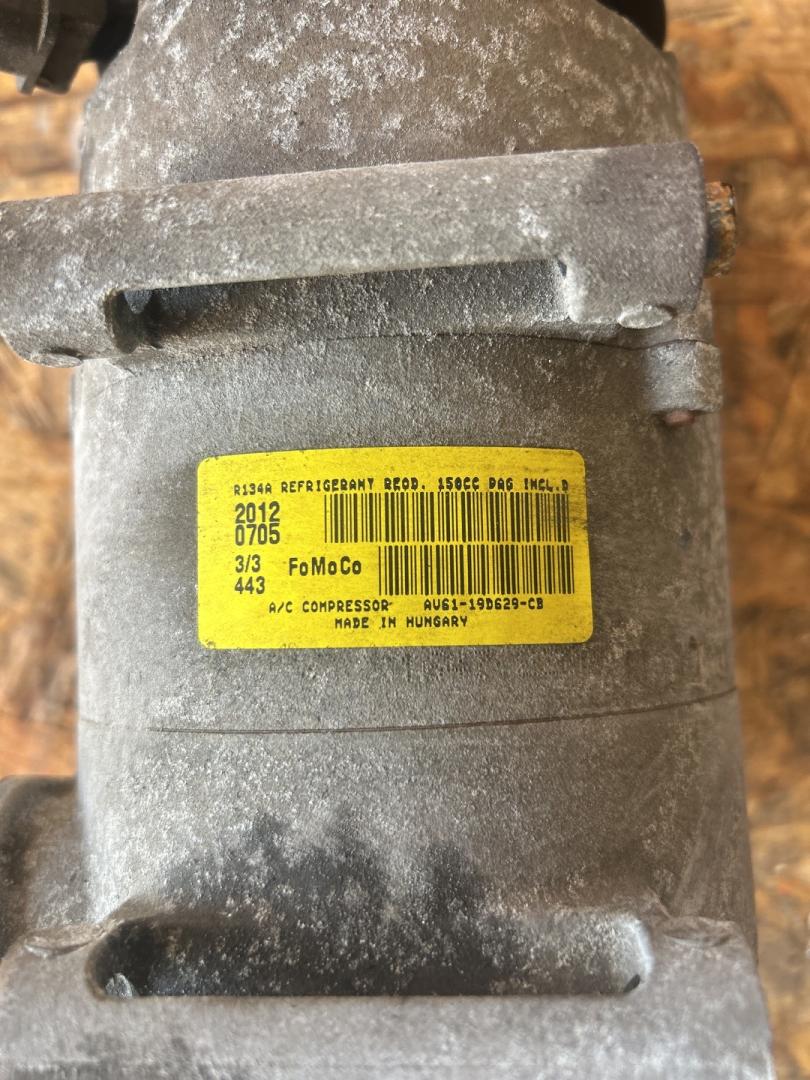 R134A REFRIGERANT REQD. 150CC PAG INCL.D
2012
0705
3/3
443
FoMoCo
A/C COMPRESSOR AV61-19D629-CB
MADE IN HUNGARY